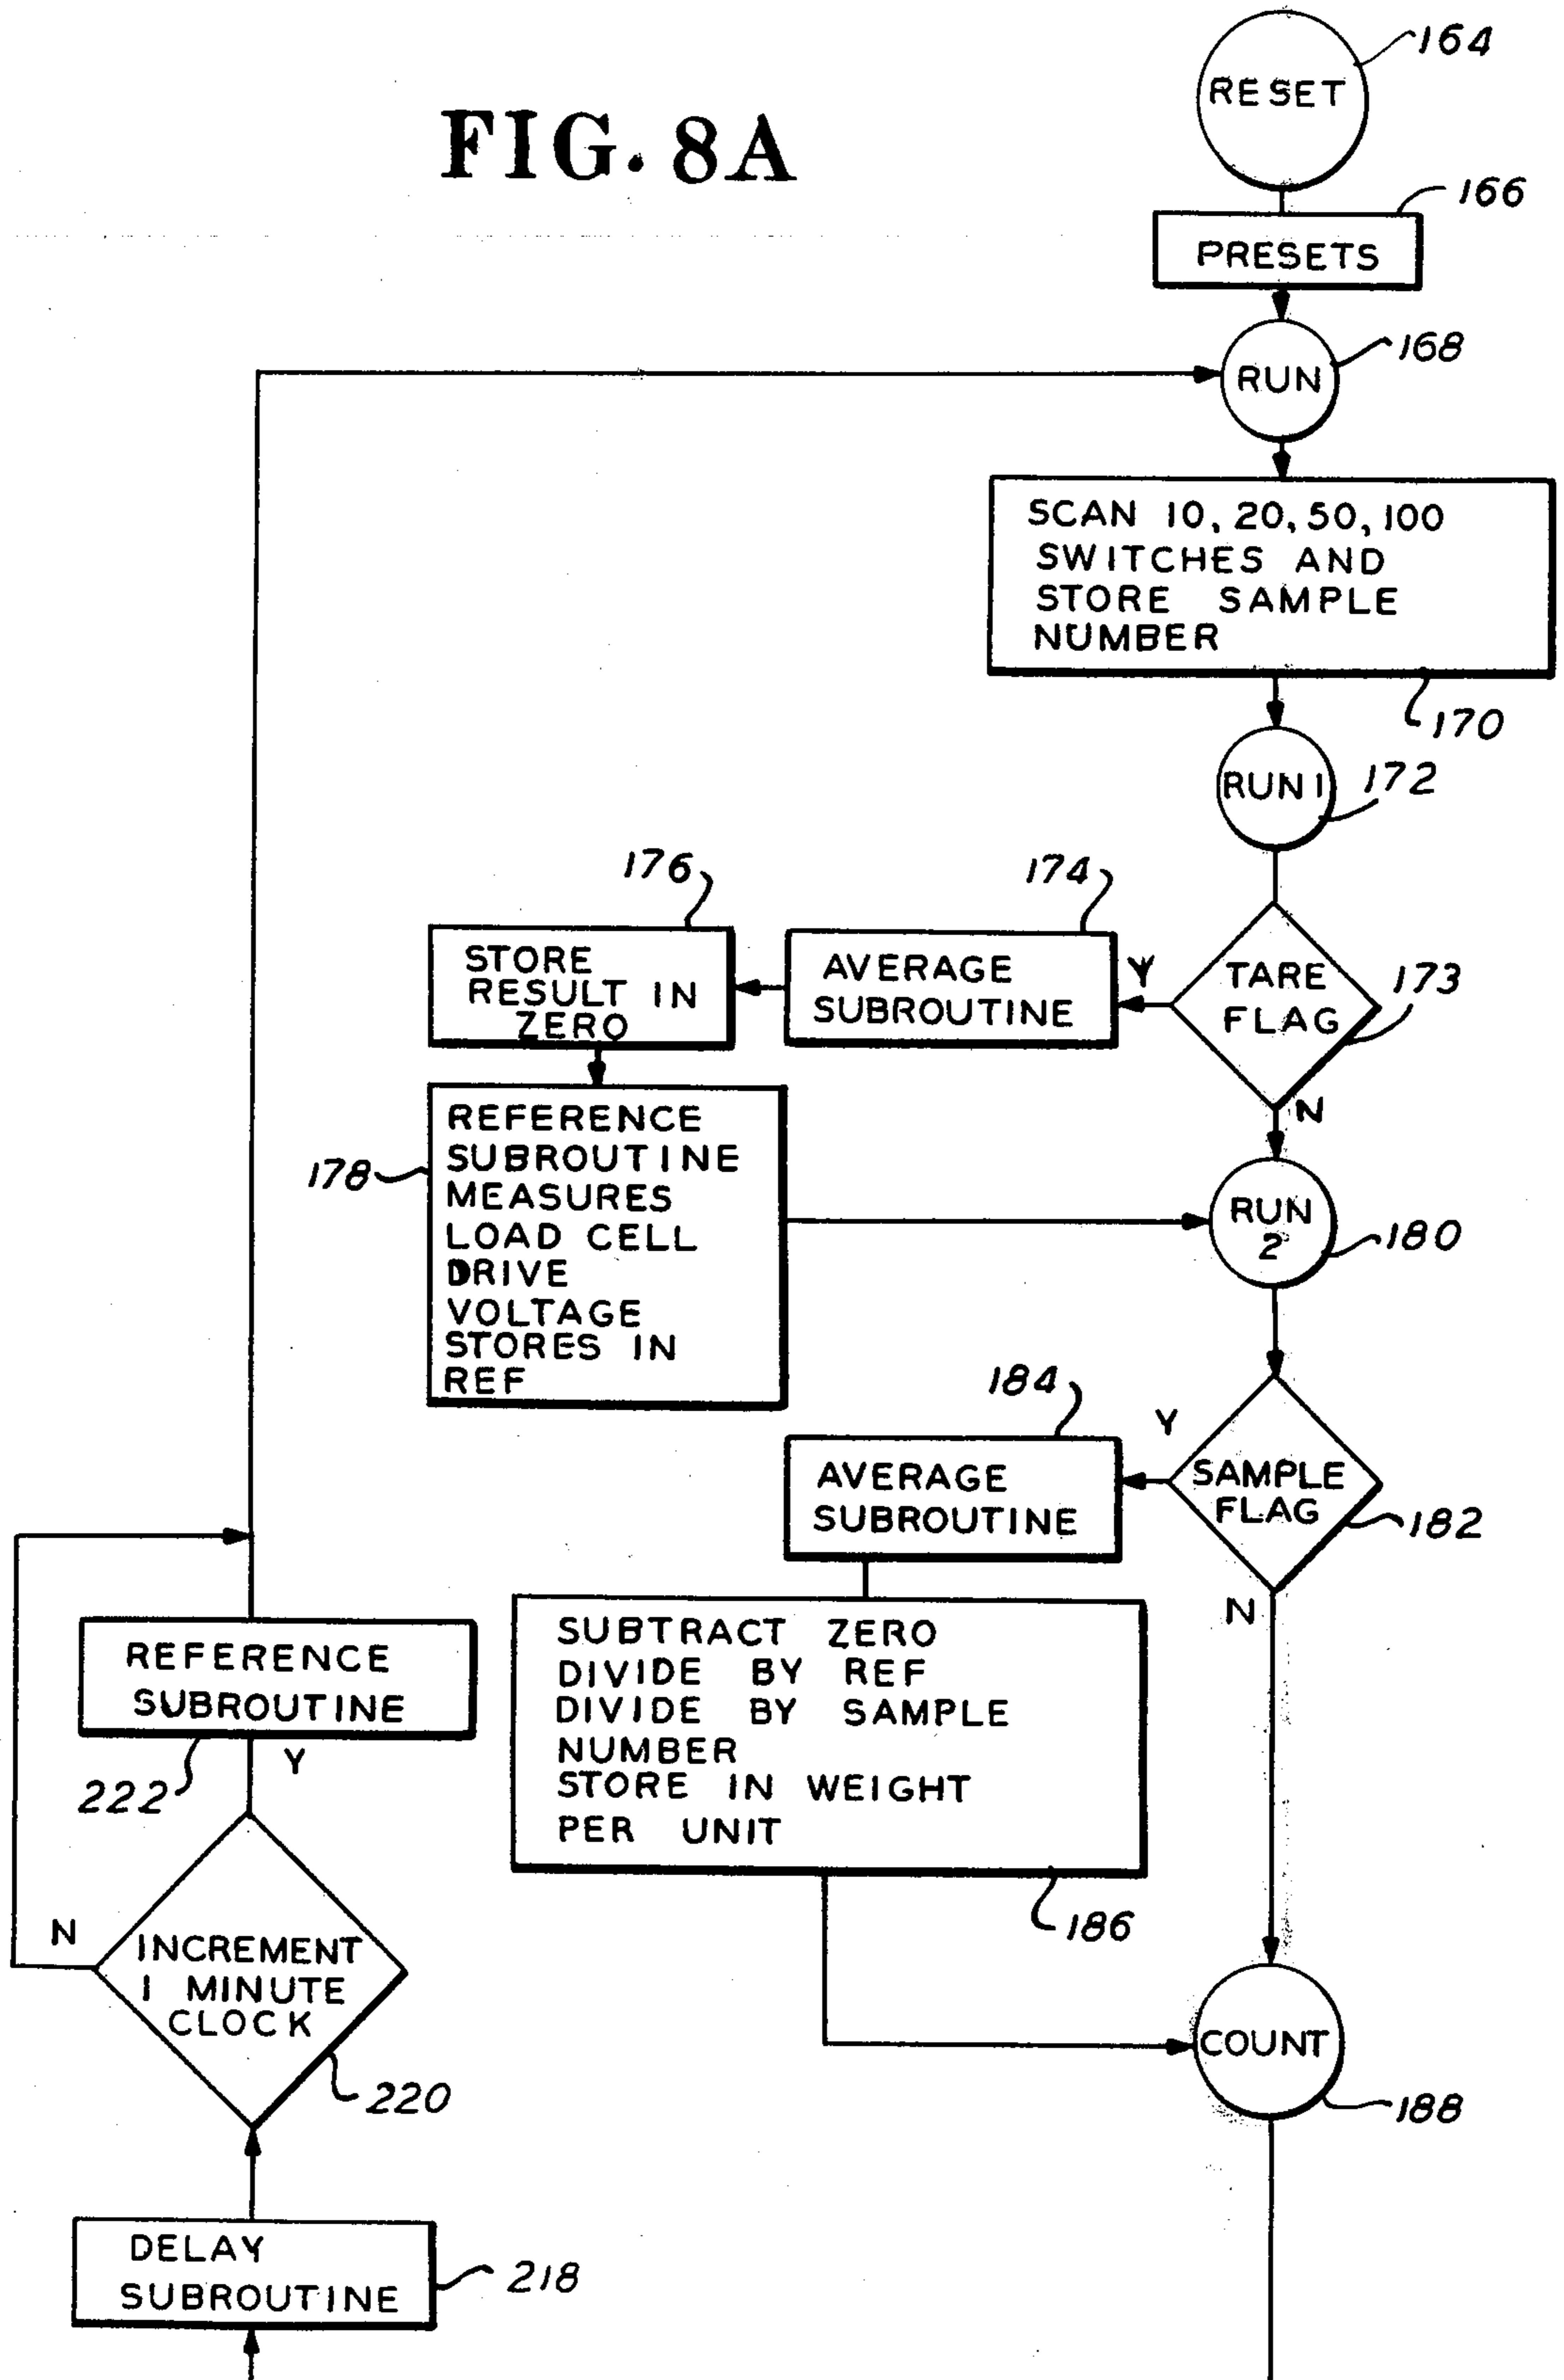 FIG. 8A
164
RESET
166
PRESETS
168
RUN
SCAN 10, 20, 50, 100
SWITCHES AND
STORE SAMPLE
NUMBER
170
RUN 1
172
TARE
FLAG
173
Y
N
174
AVERAGE
SUBROUTINE
176
STORE
RESULT IN
ZERO
178
REFERENCE
SUBROUTINE
MEASURES
LOAD CELL
DRIVE
VOLTAGE
STORES IN
REF
RUN
2
180
SAMPLE
FLAG
182
Y
N
184
AVERAGE
SUBROUTINE
SUBTRACT ZERO
DIVIDE BY REF
DIVIDE BY SAMPLE
NUMBER
STORE IN WEIGHT
PER UNIT
186
COUNT
188
REFERENCE
SUBROUTINE
222
Y
N
INCREMENT
1 MINUTE
CLOCK
220
DELAY
SUBROUTINE
218